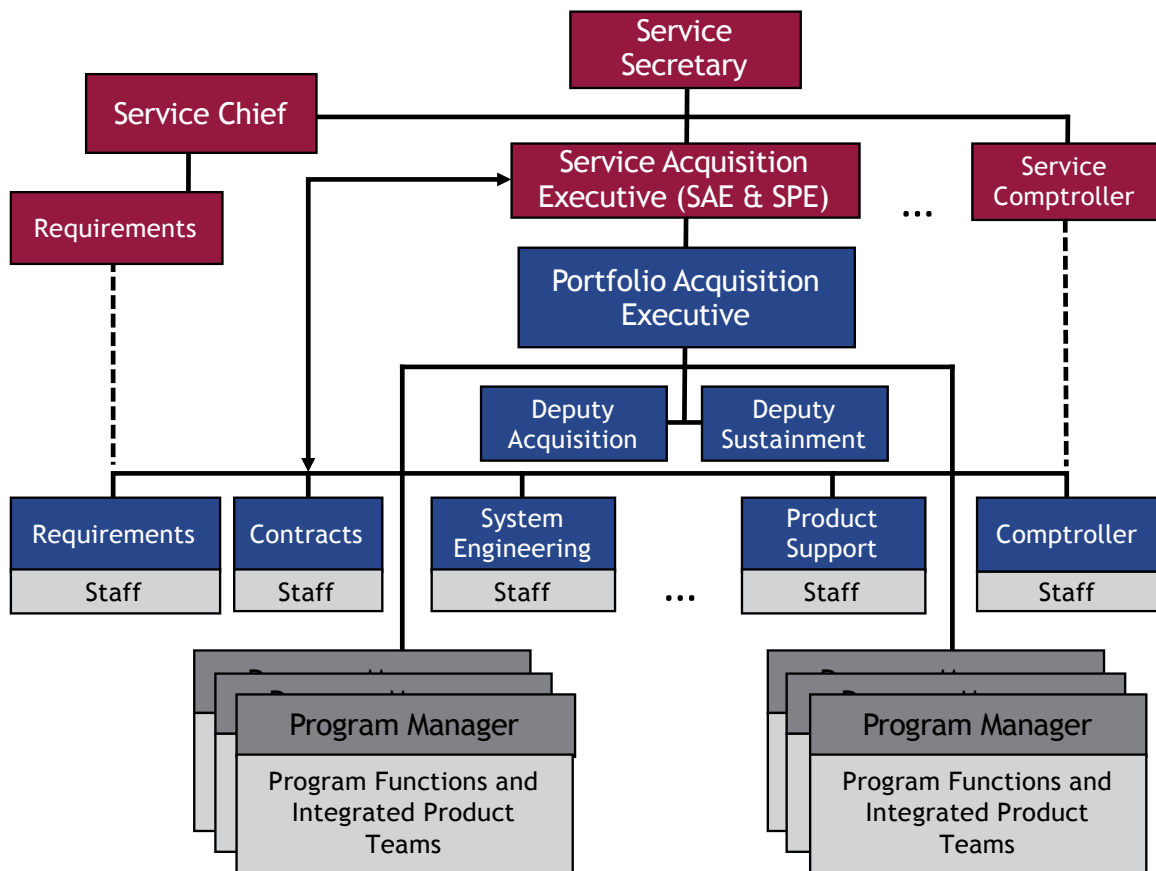 Service
Secretary
Service Chief
Service Acquisition
Executive (SAE & SPE)
Service
Comptroller
Requirements
...
Portfolio Acquisition
Executive
Deputy
Acquisition
Deputy
Sustainment
Requirements
Contracts
System
Engineering
Product
Support
Comptroller
Staff
Staff
Staff
...
Staff
Staff
Program Manager
Program Functions and
Integrated Product
Teams
Program Manager
Program Functions and
Integrated Product
Teams